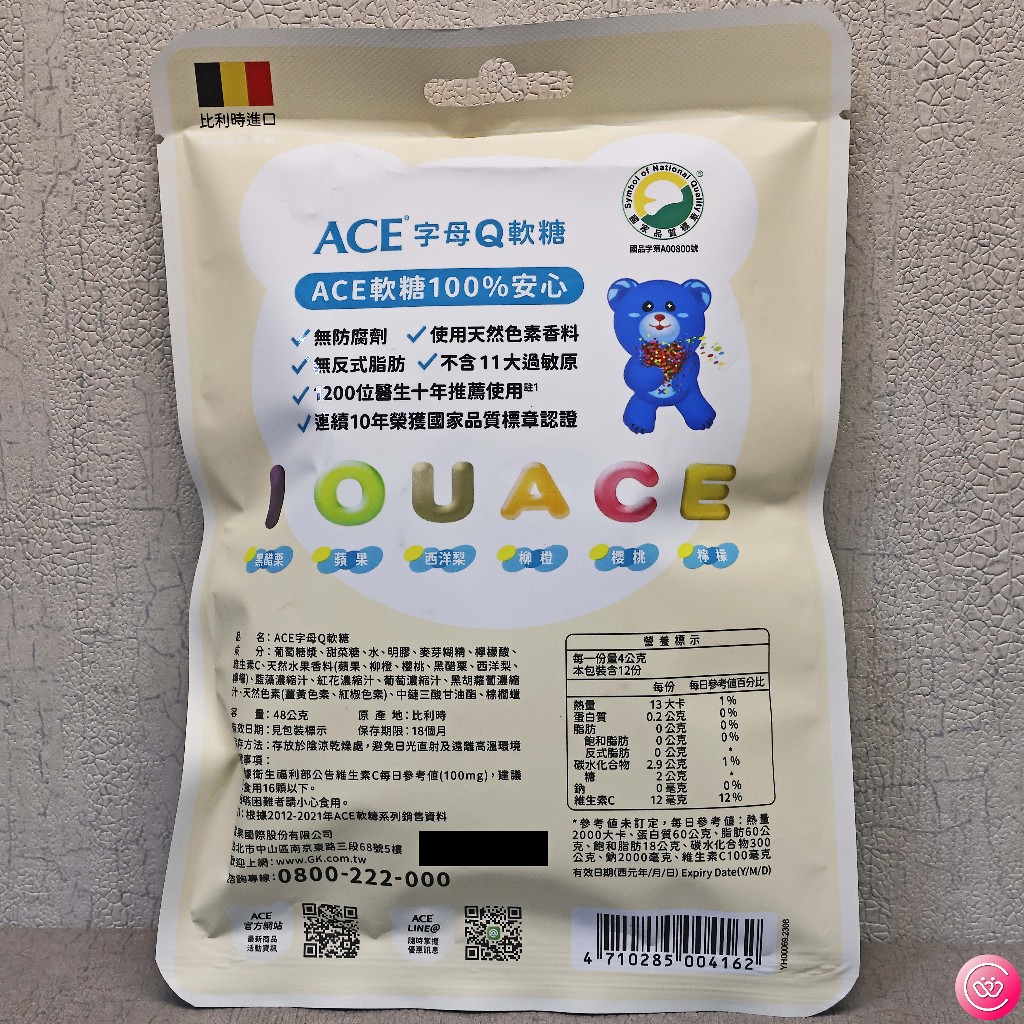 比利時進口
Symbol of National Quality
國家品質標章
國品字第A00800號
ACE® 字母Q軟糖
ACE軟糖100%安心
無防腐劑 使用天然色素香料
無反式脂肪 不含11大過敏原
1200位醫生十年推薦使用註1
連續10年榮獲國家品質標章認證
I O U A C E
黑醋栗 蘋果 西洋梨 柳橙 櫻桃 檸檬
名：ACE字母Q軟糖
分：葡萄糖漿、甜菜糖、水、明膠、麥芽糊精、檸檬酸、
維生素C、天然水果香料(蘋果、柳橙、櫻桃、黑醋栗、西洋梨、
檸檬)、藍藻濃縮汁、紅花濃縮汁、葡萄濃縮汁、黑胡蘿蔔濃縮
汁、天然色素(薑黃色素、紅椒色素)、中鏈三酸甘油酯、棕櫚蠟
容 量：48公克 原產地：比利時
有效日期：見包裝標示 保存期限：18個月
存方法：存放於陰涼乾燥處，避免日光直射及遠離高溫環境
事項：
據衛生福利部公告維生素C每日參考值(100mg)，建議
食用16顆以下。
困難者請小心食用。
：根據2012-2021年ACE軟糖系列銷售資料
國際股份有限公司
台北市中山區南京東路三段68號5樓
歡迎上網：www.GK.com.tw
諮詢專線：0800-222-000
ACE
官方網站
最新商品
活動資訊
ACE
LINE@
隨時掌握
優惠訊息
營養標示
每一份量4公克
本包裝含12份
每份 每日參考值百分比
熱量 13大卡 1%
蛋白質 0.2公克 0%
脂肪 0公克 0%
飽和脂肪 0公克 0%
反式脂肪 0公克 *
碳水化合物 2.9公克 1%
糖 2公克 *
鈉 0毫克 0%
維生素C 12毫克 12%
*參考值未訂定，每日參考值：熱量
2000大卡、蛋白質60公克、脂肪60公
克、飽和脂肪18公克、碳水化合物300
公克、鈉2000毫克、維生素C100毫克
有效日期(西元年/月/日) Expiry Date(Y/M/D)
4 710285 004162
YHI00069-2308